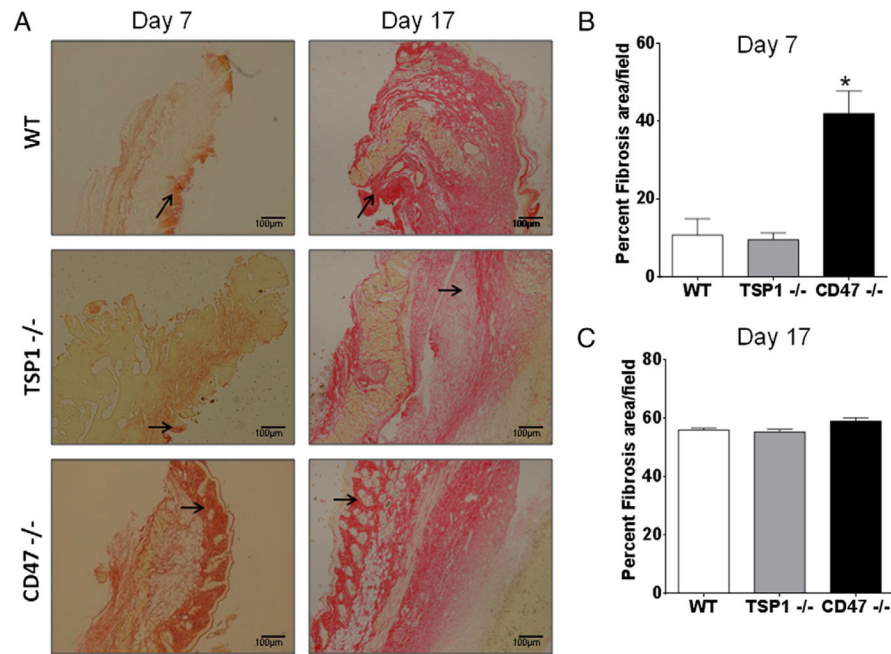 A
Day 7
Day 17
WT
100µm
100µm
TSP1 -/-
100µm
100µm
CD47 -/-
100µm
100µm
B
Day 7
Percent Fibrosis area/field
60
40
20
0
*
WT TSP1 -/- CD47 -/-
C
Day 17
Percent Fibrosis area/field
80
60
40
20
0
WT TSP1 -/- CD47 -/-